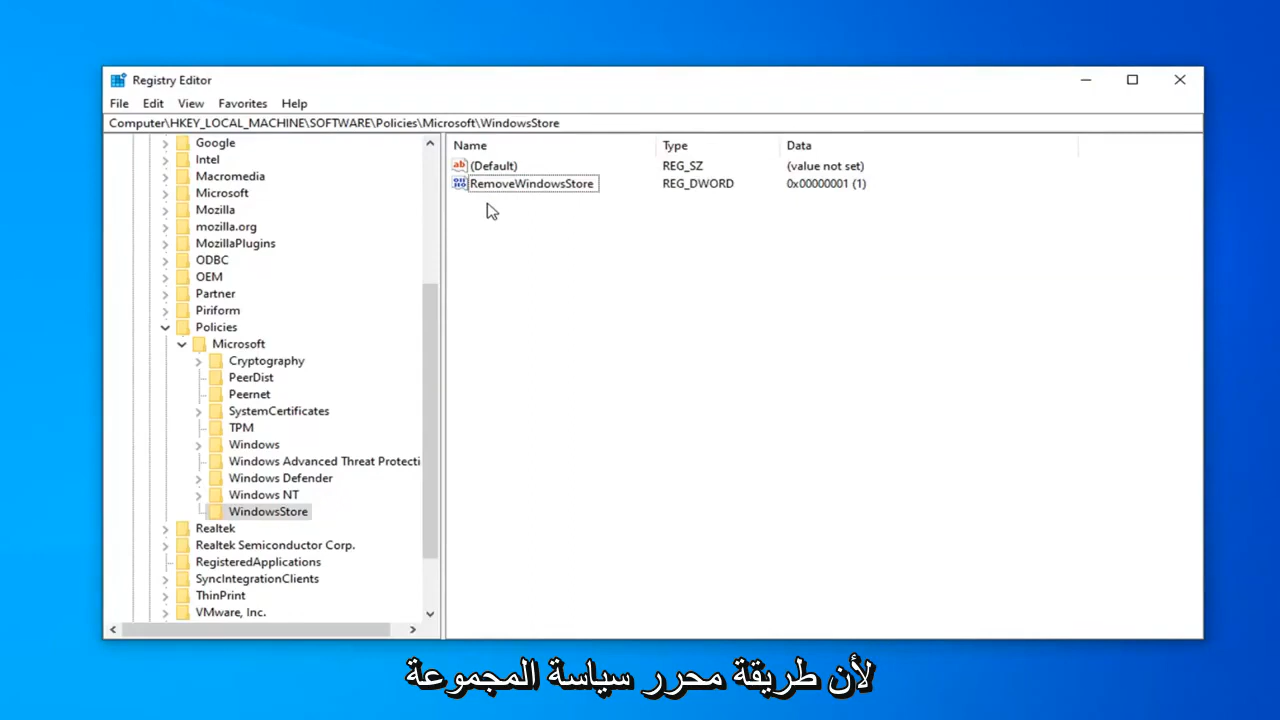 Registry Editor
File Edit View Favorites Help
Computer\HKEY_LOCAL_MACHINE\SOFTWARE\Policies\Microsoft\WindowsStore
Google
Intel
Macromedia
Microsoft
Mozilla
mozilla.org
MozillaPlugins
ODBC
OEM
Partner
Piriform
Policies
Microsoft
Cryptography
PeerDist
Peernet
SystemCertificates
TPM
Windows
Windows Advanced Threat Protecti
Windows Defender
Windows NT
WindowsStore
Realtek
Realtek Semiconductor Corp.
RegisteredApplications
SyncIntegrationClients
ThinPrint
VMware, Inc.
Name Type Data
(Default) REG_SZ (value not set)
RemoveWindowsStore REG_DWORD 0x00000001 (1)
لأن طريقة محرر سياسة المجموعة